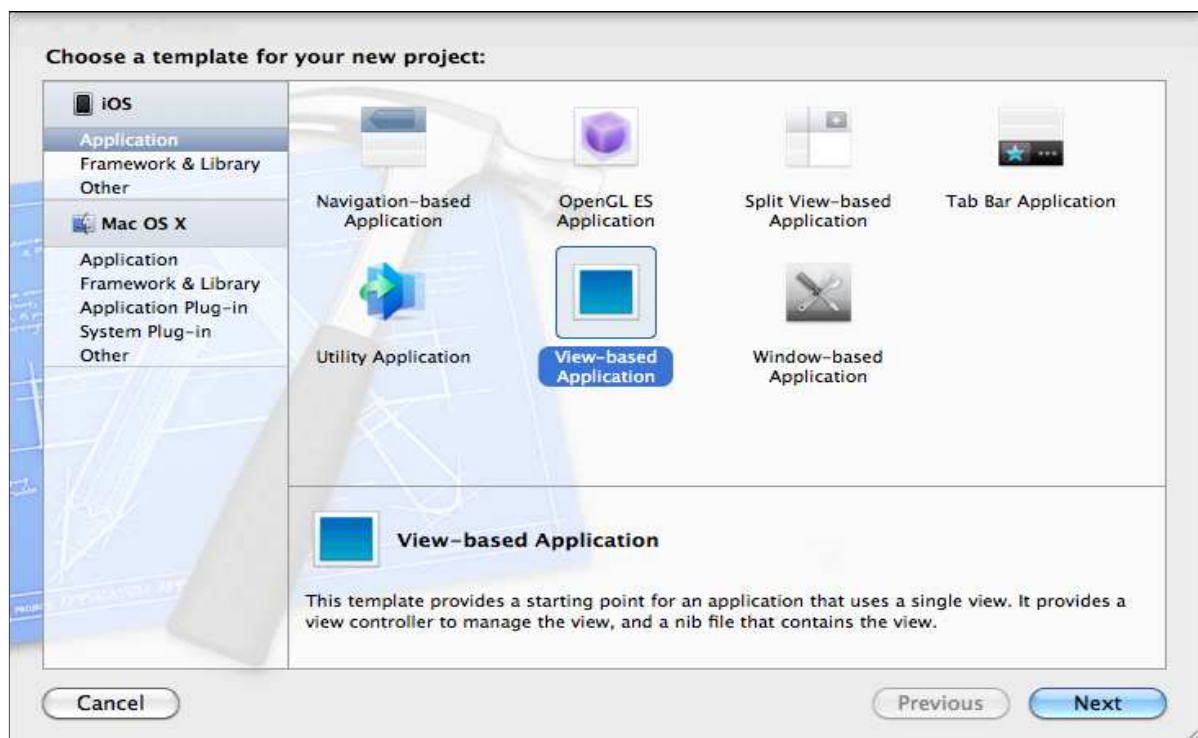 Choose a template for your new project:
iOS
Application
Framework & Library
Other
Mac OS X
Application
Framework & Library
Application Plug-in
System Plug-in
Other
Navigation-based
Application
OpenGL ES
Application
Split View-based
Application
Tab Bar Application
Utility Application
View-based
Application
Window-based
Application
View-based Application
This template provides a starting point for an application that uses a single view. It provides a
view controller to manage the view, and a nib file that contains the view.
Cancel
Previous
Next